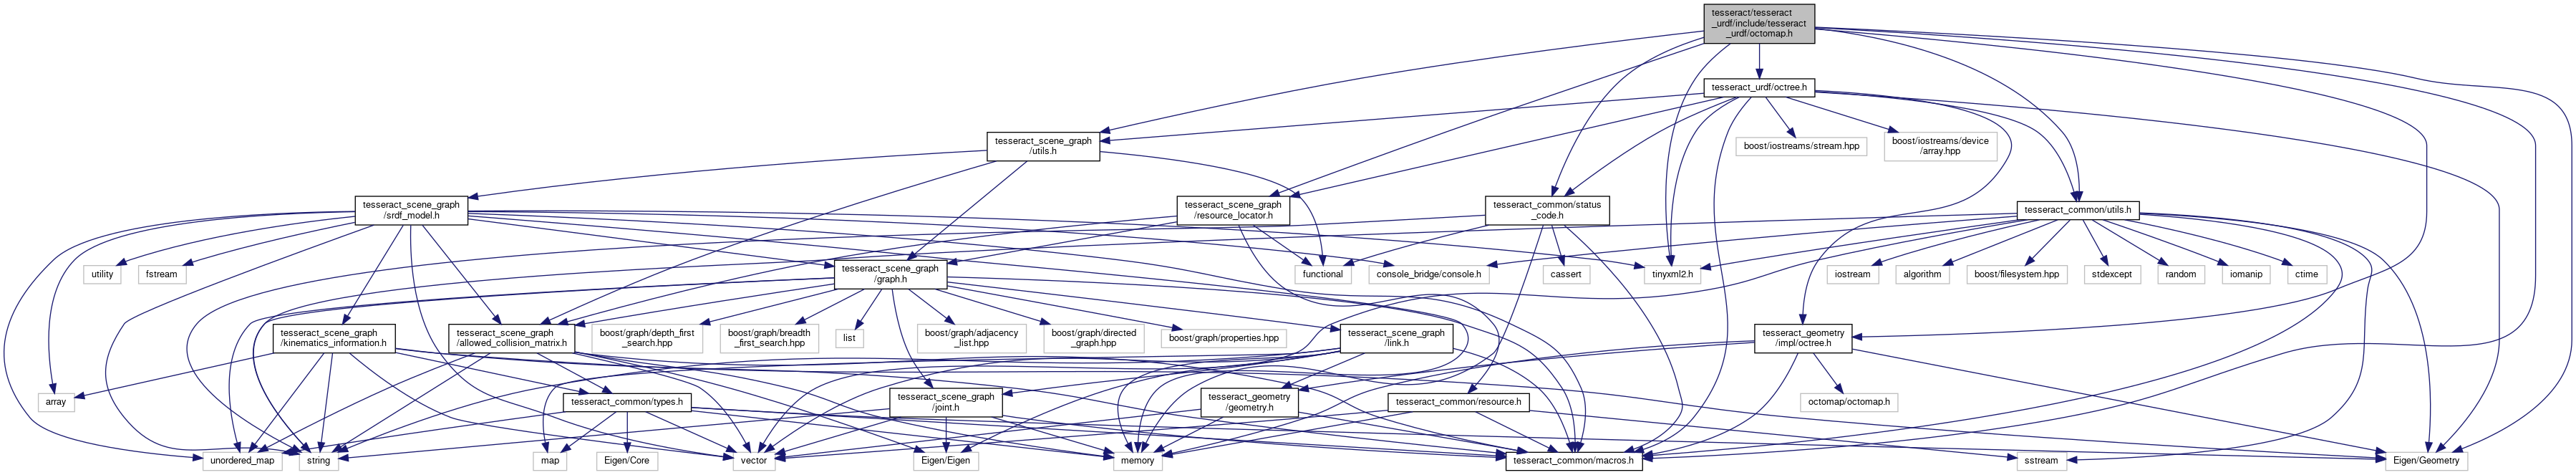 tesseract/tesseract
_urdf/include/tesseract
_urdf/octomap.h
tesseract_urdf/octree.h
tesseract_scene_graph
/utils.h
boost/iostreams/stream.hpp
boost/iostreams/device
/array.hpp
tesseract_scene_graph
/srdf_model.h
tesseract_scene_graph
/resource_locator.h
tesseract_common/status
_code.h
tesseract_common/utils.h
utility
fstream
tesseract_scene_graph
/graph.h
functional
console_bridge/console.h
cassert
tinyxml2.h
iostream
algorithm
boost/filesystem.hpp
stdexcept
random
iomanip
ctime
tesseract_scene_graph
/kinematics_information.h
tesseract_scene_graph
/allowed_collision_matrix.h
boost/graph/depth_first
_search.hpp
boost/graph/breadth
_first_search.hpp
list
boost/graph/adjacency
_list.hpp
boost/graph/directed
_graph.hpp
boost/graph/properties.hpp
tesseract_scene_graph
/link.h
tesseract_geometry
/impl/octree.h
array
tesseract_common/types.h
tesseract_scene_graph
/joint.h
tesseract_geometry
/geometry.h
tesseract_common/resource.h
octomap/octomap.h
unordered_map
string
map
Eigen/Core
vector
Eigen/Eigen
memory
tesseract_common/macros.h
sstream
Eigen/Geometry